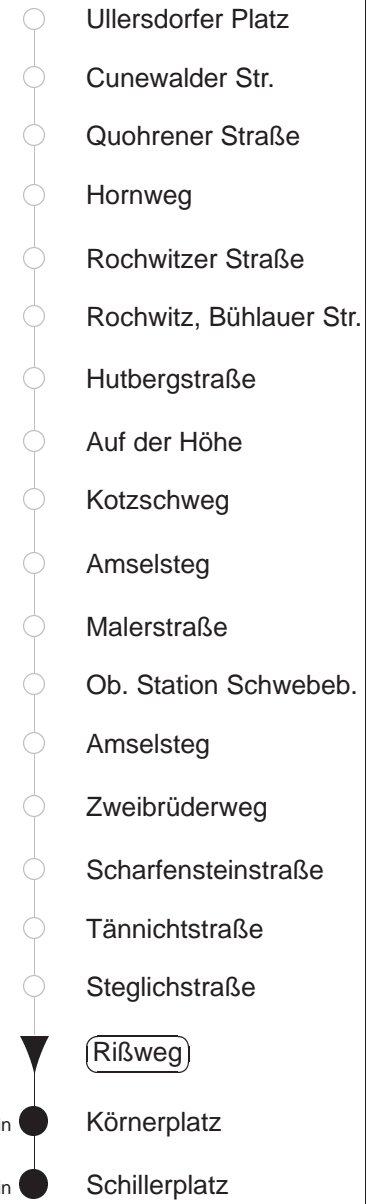 Ullersdorfer Platz
Cunewalder Str.
Quohrener Straße
Hornweg
Rochwitzer Straße
Rochwitz, Bühlauer Str.
Hutbergstraße
Auf der Höhe
Kotzschweg
Amselsteg
Malerstraße
Ob. Station Schwebeb.
Amselsteg
Zweibrüderweg
Scharfensteinstraße
Tännichtstraße
Steglichstraße
Rißweg
Körnerplatz
Schillerplatz